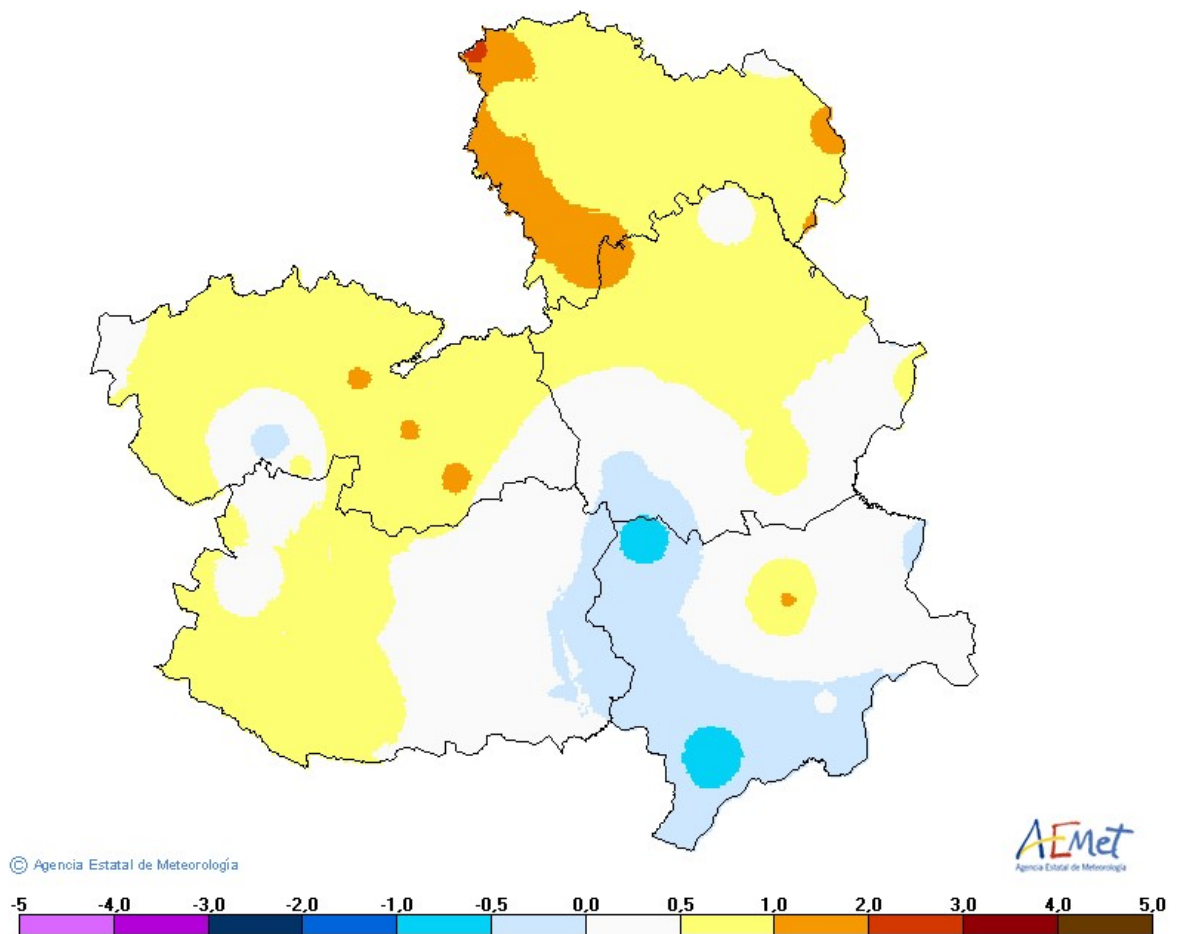 AEMet
Agencia Estatal de Meteorología
© Agencia Estatal de Meteorología
-5 -4,0 -3,0 -2,0 -1,0 -0,5 0,0 0,5 1,0 2,0 3,0 4,0 5,0